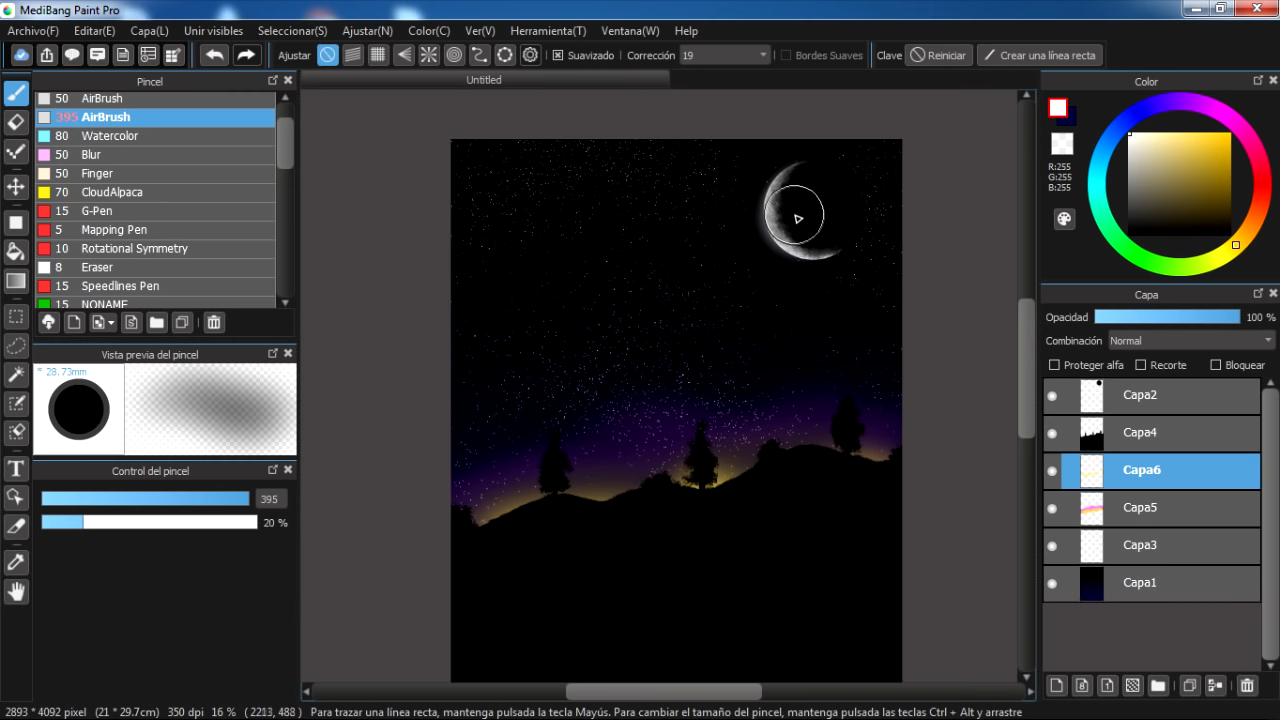 MediBang Paint Pro
Archivo(F) Editar(E) Capa(L) Unir visibles Seleccionar(S) Ajustar(N) Color(C) Ver(V) Herramienta(T) Ventana(W) Help
Ajustar Suavizado Corrección 19 Bordes Suaves Clave Reiniciar Crear una línea recta
Pincel
Untitled
Color
50 AirBrush
395 AirBrush
80 Watercolor
50 Blur
50 Finger
70 CloudAlpaca
15 G-Pen
5 Mapping Pen
10 Rotational Symmetry
8 Eraser
15 Speedlines Pen
15 NONAME
R:255
G:255
B:255
Vista previa del pincel
* 28.73mm
Control del pincel
395
20 %
Capa
Opacidad 100 %
Combinación Normal
Proteger alfa Recorte Bloquear
Capa2
Capa4
Capa6
Capa5
Capa3
Capa1
2893 * 4092 pixel (21 * 29.7cm) 350 dpi 16 % ( 2213, 488 ) Para trazar una línea recta, mantenga pulsada la tecla Mayús. Para cambiar el tamaño del pincel, mantenga pulsadas las teclas Ctrl + Alt y arrastre